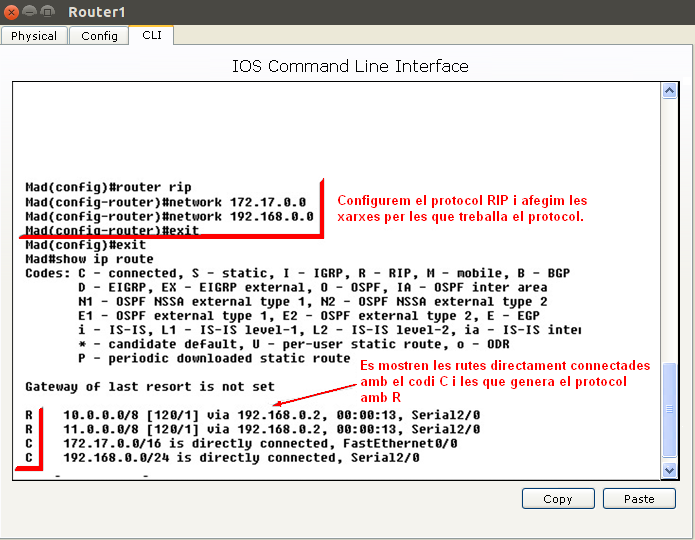 Router1
Physical Config CLI
IOS Command Line Interface
Mad(config)#router rip
Mad(config-router)#network 172.17.0.0
Mad(config-router)#network 192.168.0.0
Mad(config-router)#exit
Configurem el protocol RIP i afegim les
xarxes per les que treballa el protocol.
Mad(config)#exit
Mad#show ip route
Codes: C - connected, S - static, I - IGRP, R - RIP, M - mobile, B - BGP
D - EIGRP, EX - EIGRP external, O - OSPF, IA - OSPF inter area
N1 - OSPF NSSA external type 1, N2 - OSPF NSSA external type 2
E1 - OSPF external type 1, E2 - OSPF external type 2, E - EGP
i - IS-IS, L1 - IS-IS level-1, L2 - IS-IS level-2, ia - IS-IS inter
* - candidate default, U - per-user static route, o - ODR
P - periodic downloaded static route
Es mostren les rutes directament connectades
amb el codi C i les que genera el protocol
amb R
Gateway of last resort is not set
R 10.0.0.0/8 [120/1] via 192.168.0.2, 00:00:13, Serial2/0
R 11.0.0.0/8 [120/1] via 192.168.0.2, 00:00:13, Serial2/0
C 172.17.0.0/16 is directly connected, FastEthernet0/0
C 192.168.0.0/24 is directly connected, Serial2/0
Copy Paste